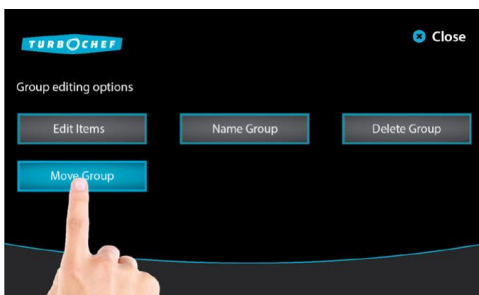 TURBOCHEF
Close
Group editing options
Edit Items
Name Group
Delete Group
Move Group